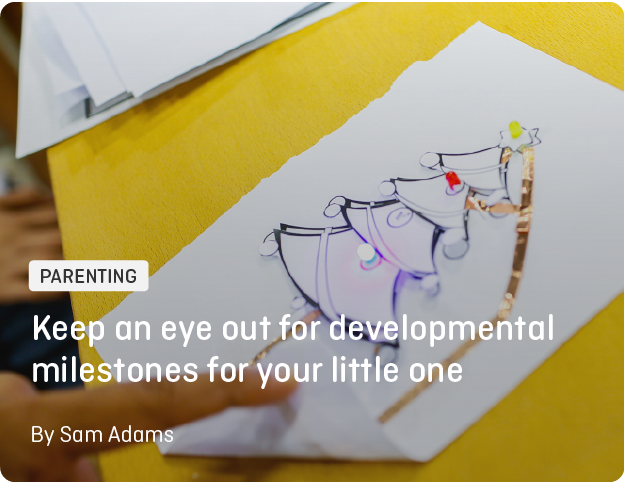 PARENTING
Keep an eye out for developmental
milestones for your little one
By Sam Adams